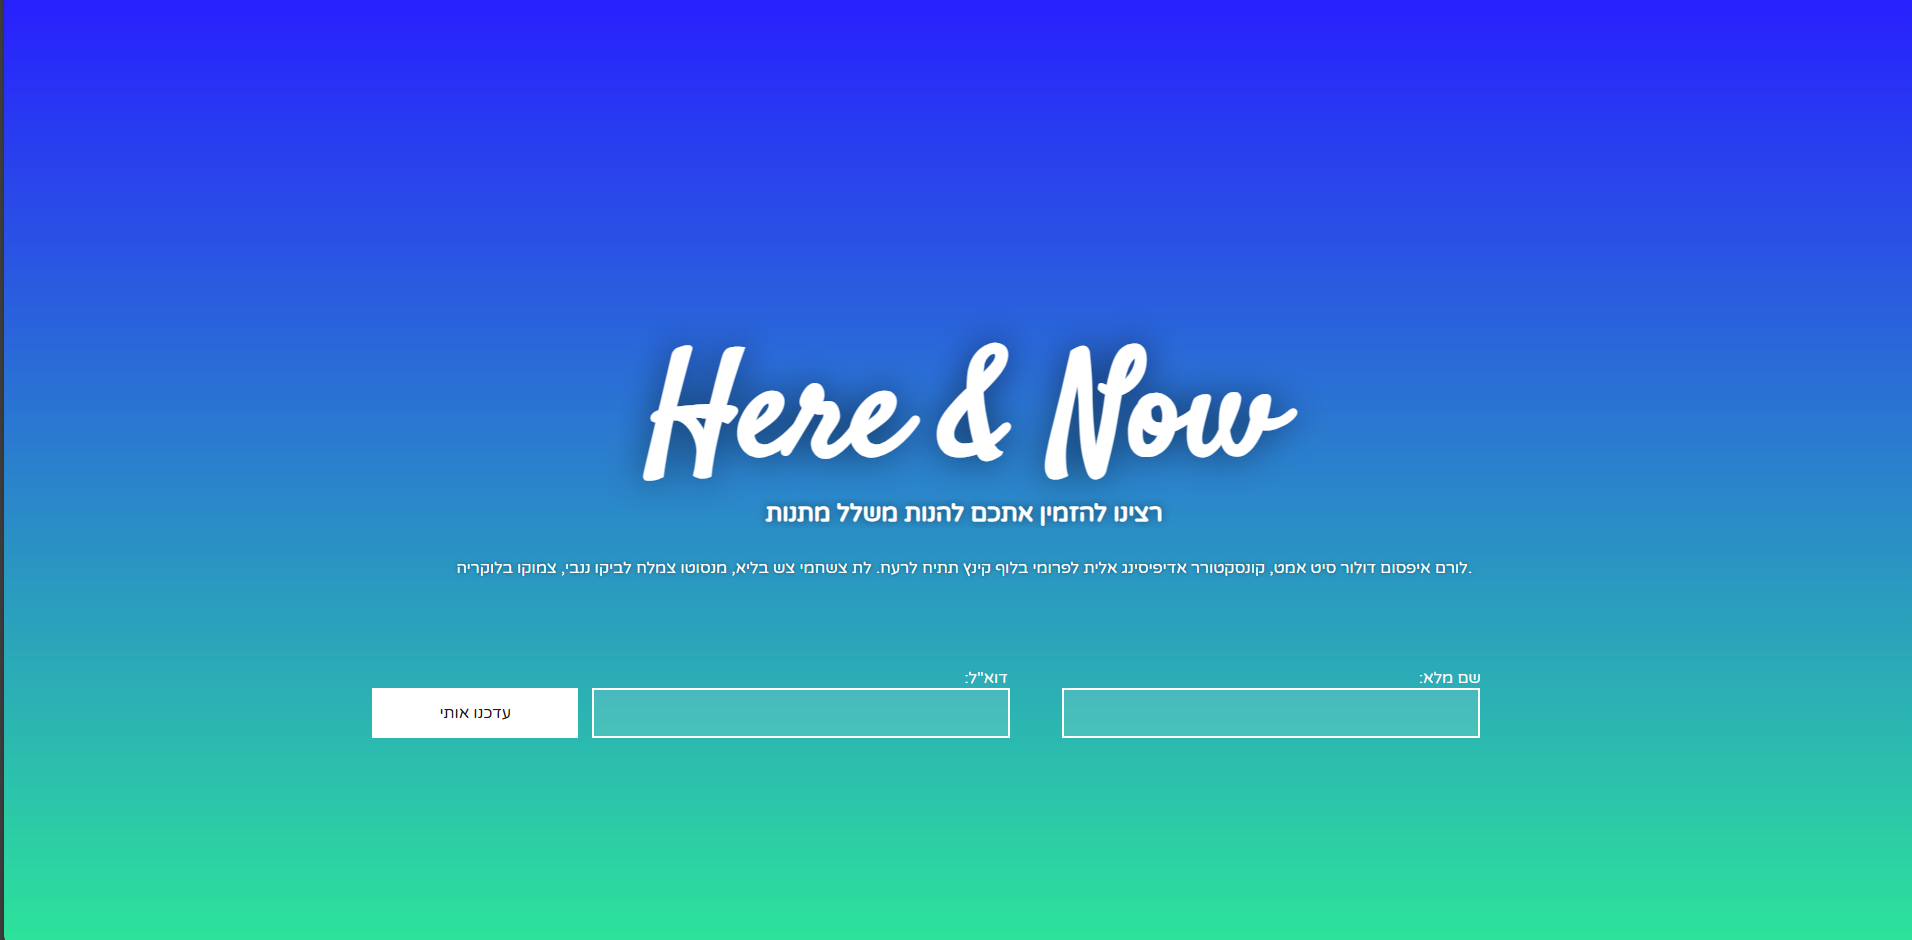 Here & Now
רצינו להזמין אתכם להנות משלל מתנות
לורם איפסום דולור סיט אמט, קונסקטורר אדיפיסינג אלית לפרומי בלוף קינץ תתיח לרעח. לת צשחמי צש בליא, מנסוטו צמלח לביקו ננבי, צמוקו בלוקריה.
שם מלא:
דוא"ל:
עדכנו אותי